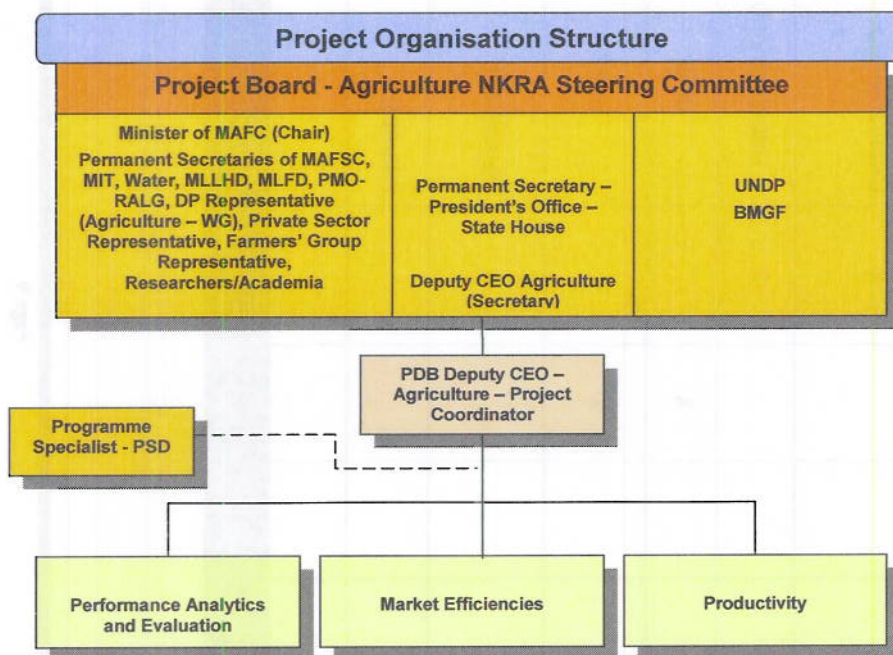 Project Organisation Structure
Project Board - Agriculture NKRA Steering Committee
Minister of MAFC (Chair)
Permanent Secretaries of MAFSC,
MIT, Water, MLLHD, MLFD, PMO-
RALG, DP Representative
(Agriculture – WG), Private Sector
Representative, Farmers' Group
Representative,
Researchers/Academia
Permanent Secretary –
President's Office –
State House
Deputy CEO Agriculture
(Secretary)
UNDP
BMGF
PDB Deputy CEO –
Agriculture – Project
Coordinator
Programme
Specialist - PSD
Performance Analytics
and Evaluation
Market Efficiencies
Productivity